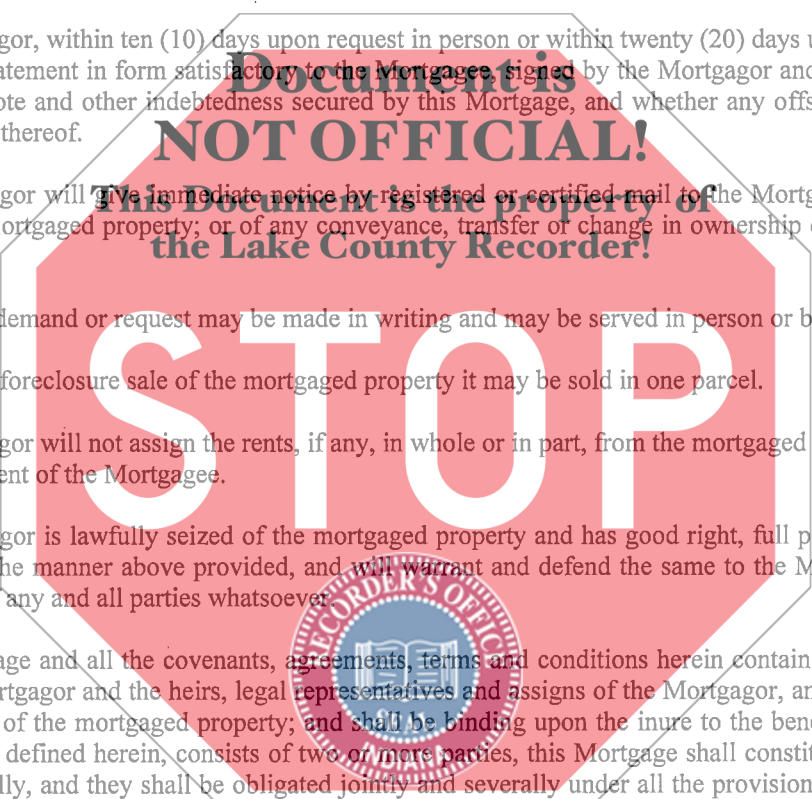 gor, within ten (10) days upon request in person or within twenty (20) days u
atement in form satisfactory to the Mortgagee, signed by the Mortgagor and
Document is
ote and other indebtedness secured by this Mortgage, and whether any offs
thereof.
NOT OFFICIAL!
gor will give immediate notice by registered or certified mail to the Mortg
This Document is the property of
ortgaged property; or of any conveyance, transfer or change in ownership
the Lake County Recorder!
demand or request may be made in writing and may be served in person or b
STOP
foreclosure sale of the mortgaged property it may be sold in one parcel.
gor will not assign the rents, if any, in whole or in part, from the mortgaged
ent of the Mortgagee.
gor is lawfully seized of the mortgaged property and has good right, full p
he manner above provided, and will warrant and defend the same to the M
any and all parties whatsoever.
RECORDER'S OFFICE
SEAL
INDIANA
age and all the covenants, agreements, terms and conditions herein contain
rtgagor and the heirs, legal representatives and assigns of the Mortgagor, an
of the mortgaged property; and shall be binding upon the inure to the bene
defined herein, consists of two or more parties, this Mortgage shall constit
lly, and they shall be obligated jointly and severally under all the provision